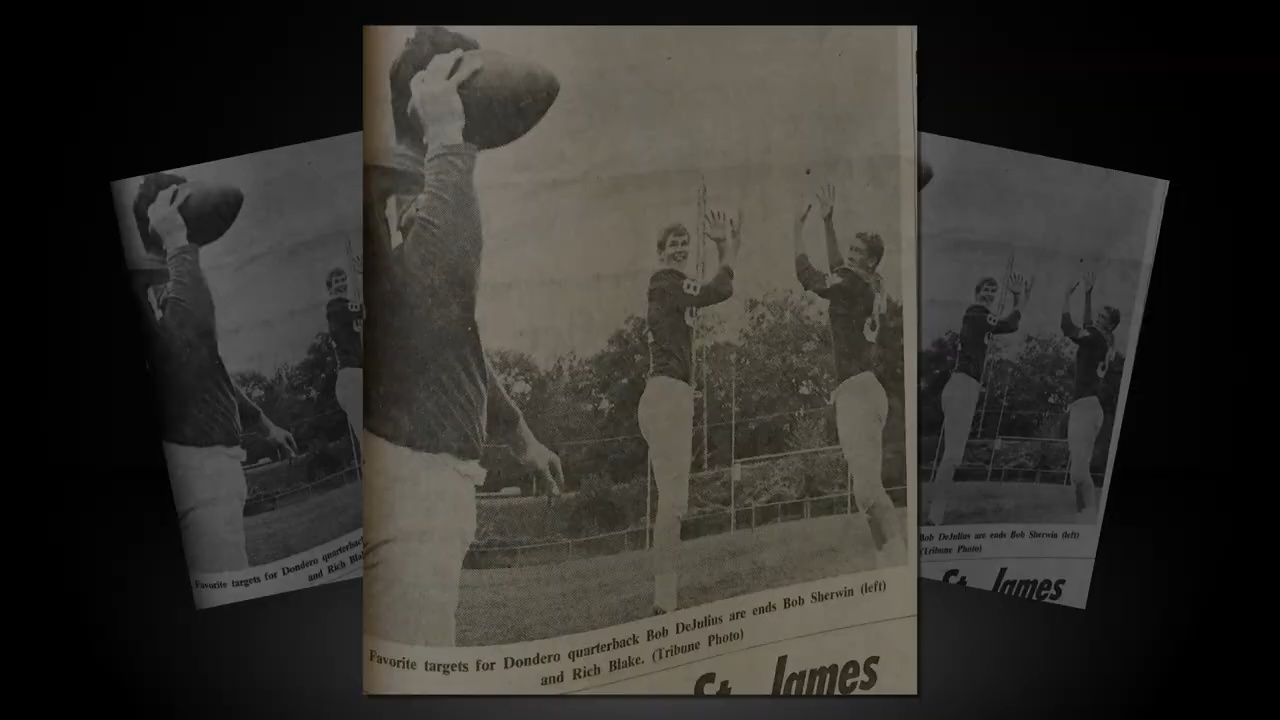 Favorite targets for Dondero quarterback Bob DeJulius are ends Bob Sherwin (left)
and Rich Blake. (Tribune Photo)
St. James
Favorite targets for Dondero quarterback
and Rich
Bob DeJulius are ends Bob Sherwin (left)
(Tribune Photo)
St. James